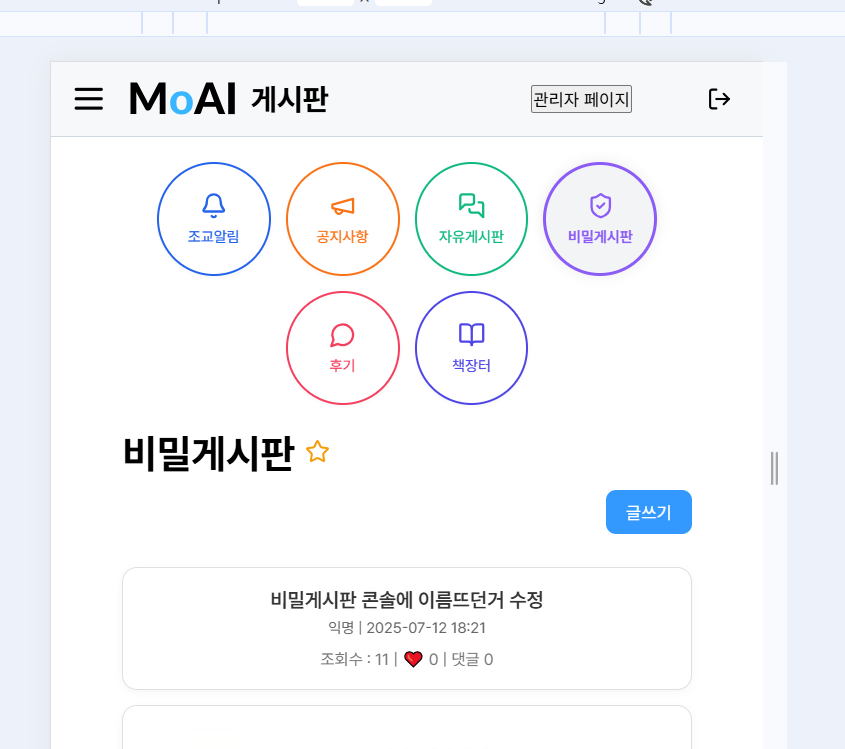 MoAI 게시판
관리자 페이지
조교알림
공지사항
자유게시판
비밀게시판
후기
책장터
비밀게시판
글쓰기
비밀게시판 콘솔에 이름뜨던거 수정
익명 | 2025-07-12 18:21
조회수 : 11 | ❤️ 0 | 댓글 0